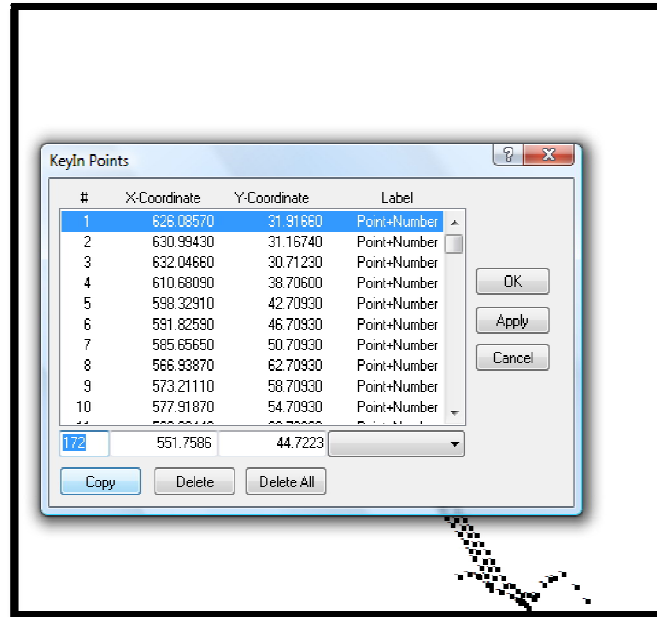 KeyIn Points
# X-Coordinate Y-Coordinate Label
1 626.08570 31.91660 Point+Number
2 630.99430 31.16740 Point+Number
3 632.04660 30.71230 Point+Number
4 610.68090 38.70600 Point+Number
5 598.32910 42.70930 Point+Number
6 591.82590 46.70930 Point+Number
7 585.65650 50.70930 Point+Number
8 566.93870 62.70930 Point+Number
9 573.21110 58.70930 Point+Number
10 577.91870 54.70930 Point+Number
172 551.7586 44.7223
OK
Apply
Cancel
Copy Delete Delete All